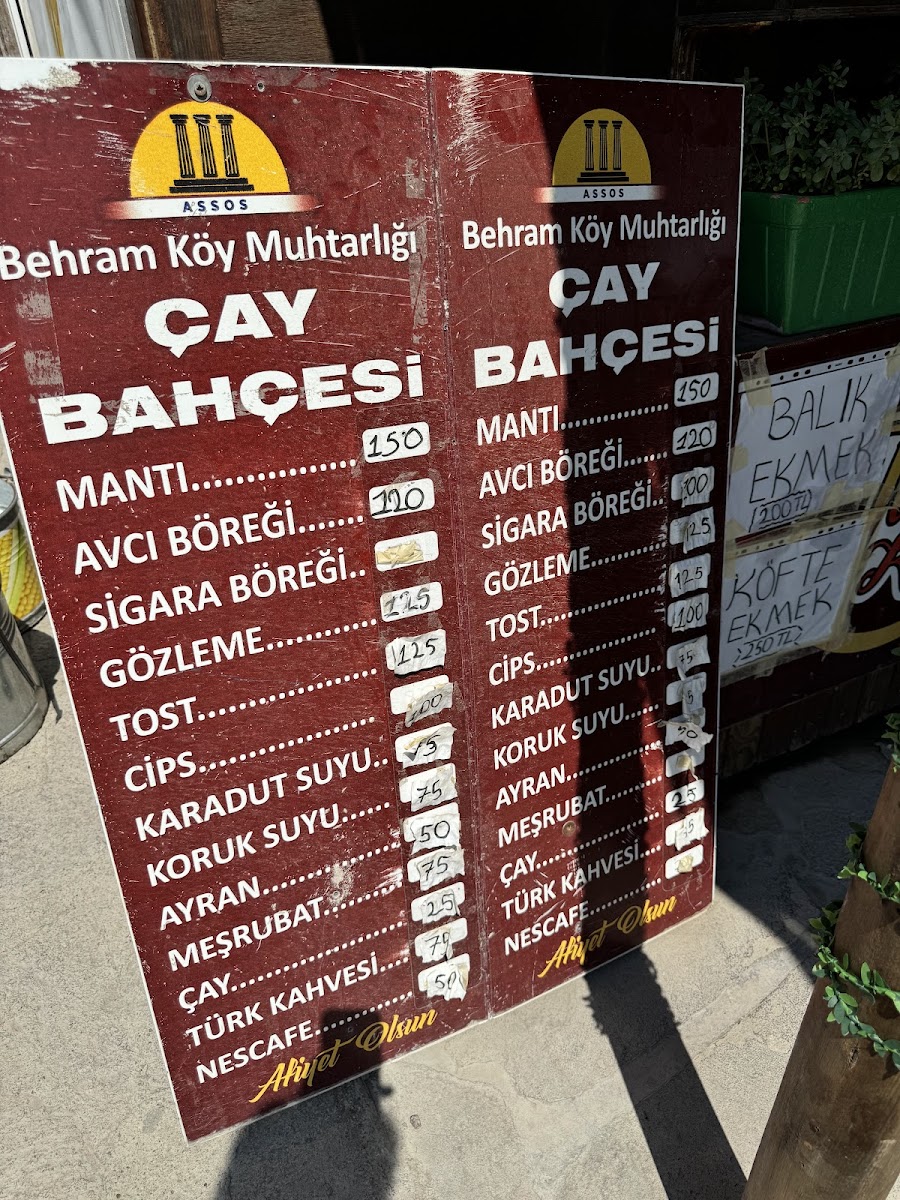 ASSOS
Behram Köy Muhtarlığı
ÇAY
BAHÇESİ
MANTI............... 150
AVCI BÖREĞİ....... 120
SİGARA BÖREĞİ..
GÖZLEME........... 125
TOST.................. 125
CİPS................... 100
KARADUT SUYU.. 75
KORUK SUYU...... 75
AYRAN............... 50
MEŞRUBAT......... 75
ÇAY................... 25
TÜRK KAHVESİ....
NESCAFE............ 50
Afiyet Olsun
ASSOS
Behram Köy Muhtarlığı
ÇAY
BAHÇESİ
MANTI............... 150
AVCI BÖREĞİ....... 120
SİGARA BÖREĞİ.. 100
GÖZLEME........... 125
TOST.................. 125
CİPS................... 100
KARADUT SUYU.. 75
KORUK SUYU......
AYRAN............... 50
MEŞRUBAT.........
ÇAY................... 25
TÜRK KAHVESİ....
NESCAFE............
Afiyet Olsun
BALIK
EKMEK
200TL
KÖFTE
EKMEK
250TL